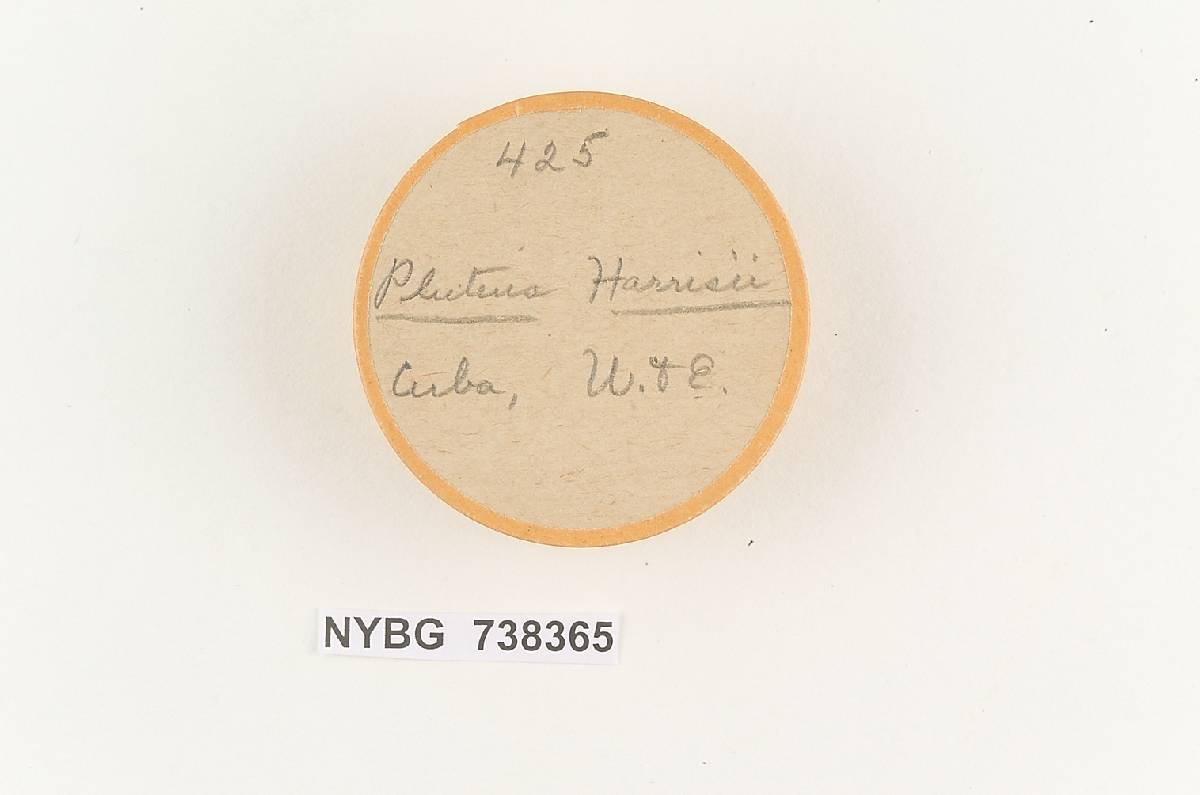 425
Pluteus Harrisii
Cuba, U. & E.
NYBG 738365